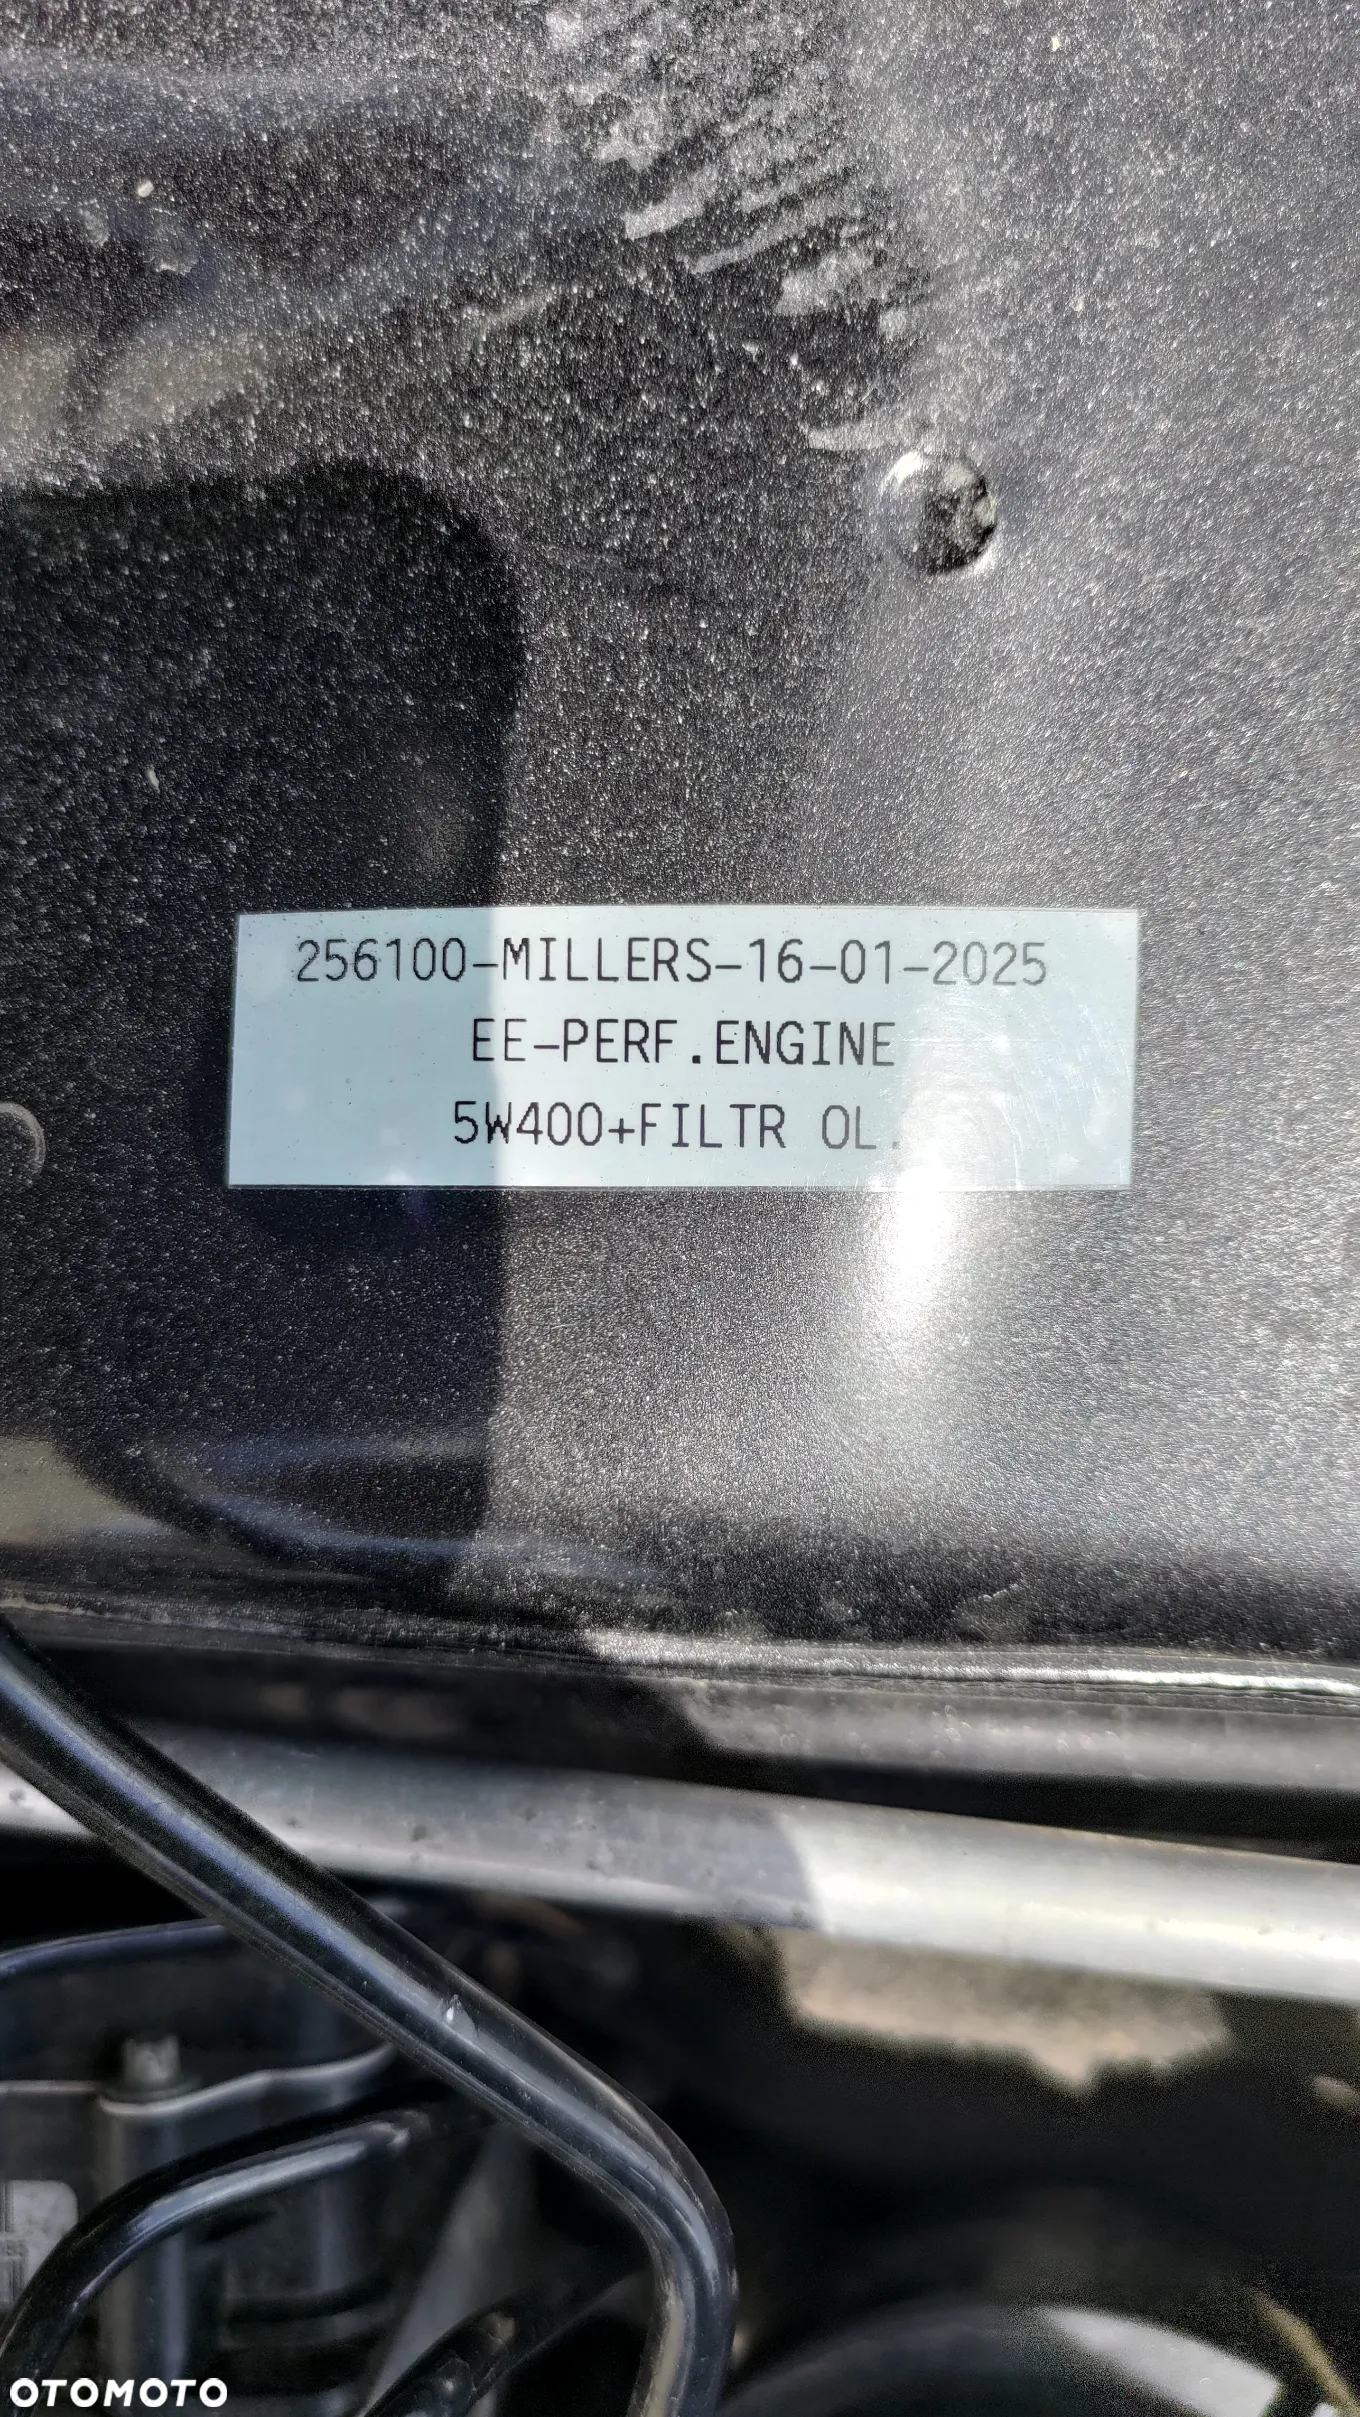 256100-MILLERS-16-01-2025
EE-PERF.ENGINE
5W400+FILTR OL.
OTOMOTO